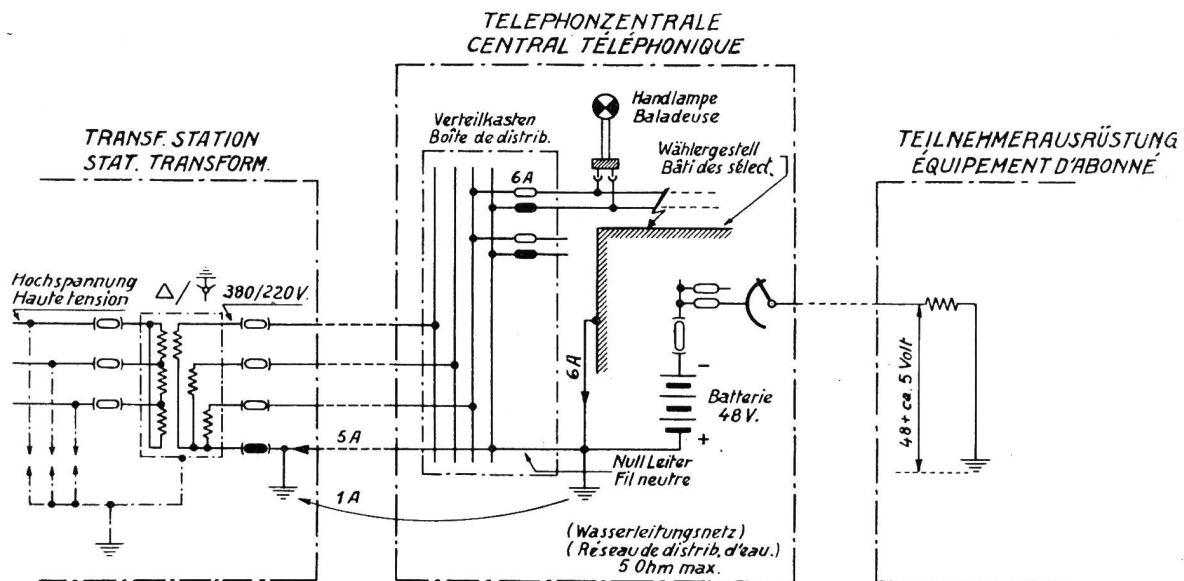 TELEPHONZENTRALE
CENTRAL TÉLÉPHONIQUE
TRANSF. STATION
STAT. TRANSFORM.
Verteilkasten
Boîte de distrib.
Handlampe
Baladeuse
Wählergestell
Bâti des sélect.
TEILNEHMERAUSRÜSTUNG
ÉQUIPEMENT D'ABONNÉ
6A
Hochspannung
Haute tension
△/
380/220V.
6A
Batterie
48V.
-
+
48 + ca. 5 Volt
5A
Null Leiter
Fil neutre
1A
(Wasserleitungsnetz)
(Réseau de distrib. d'eau.)
5 Ohm max.